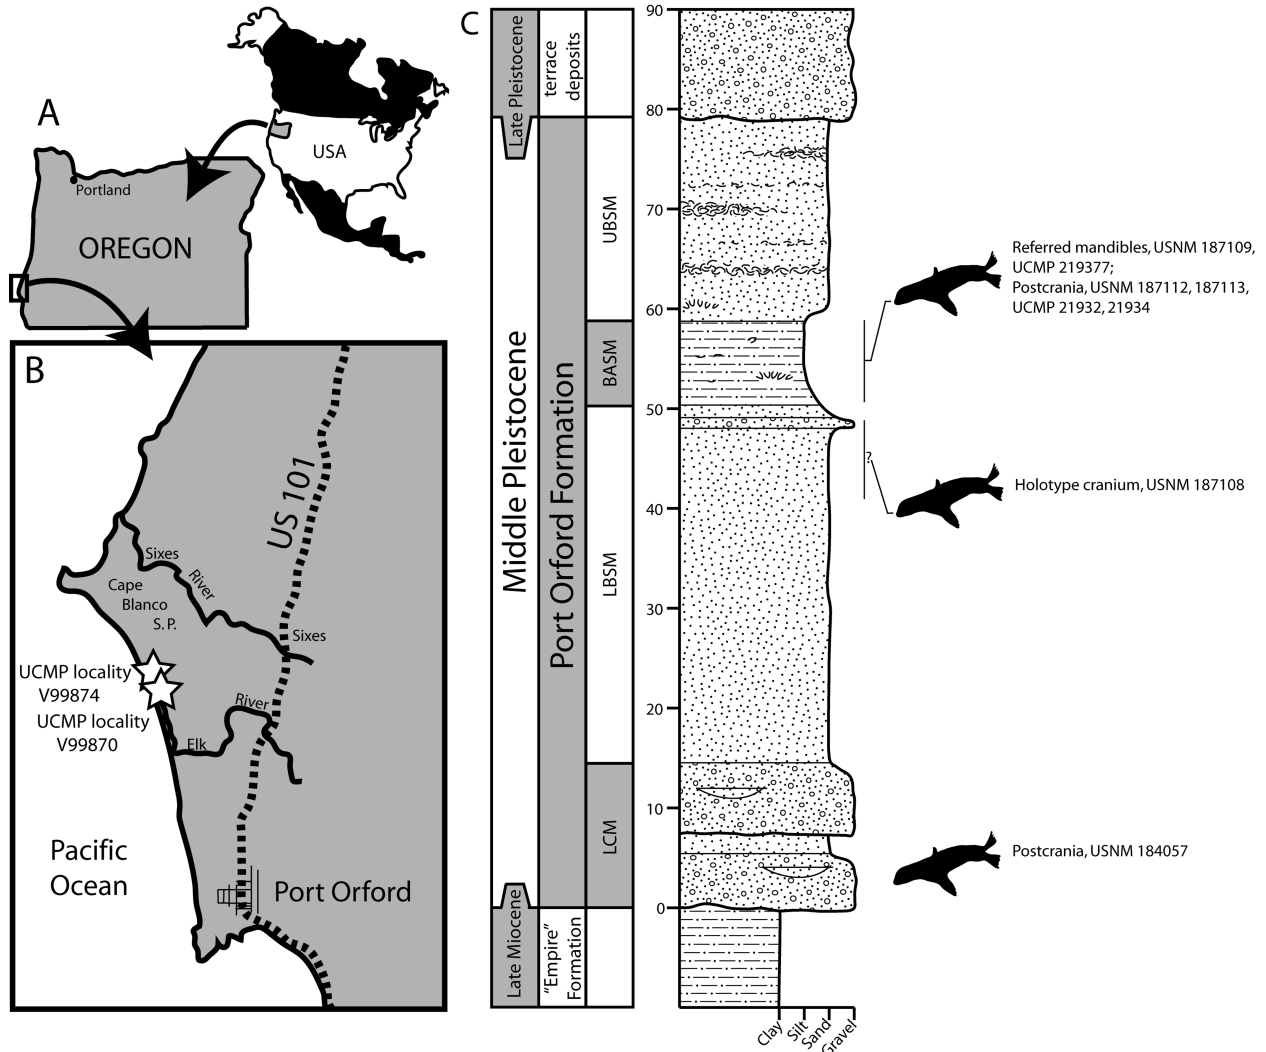 A
USA
Portland
OREGON
B
US 101
Sixes
River
Cape
Blanco
S.P.
Sixes
UCMP locality
V99874
UCMP locality
V99870
River
Elk
Pacific
Ocean
Port Orford
C
Late Pleistocene
Middle Pleistocene
Late Miocene
terrace
deposits
Port Orford Formation
“Empire”
Formation
UBSM
BASM
LBSM
LCM
90
80
70
60
50
40
30
20
10
0
Clay
Silt
Sand
Gravel
Referred mandibles, USNM 187109,
UCMP 219377;
Postcrania, USNM 187112, 187113,
UCMP 21932, 21934
?
Holotype cranium, USNM 187108
Postcrania, USNM 184057